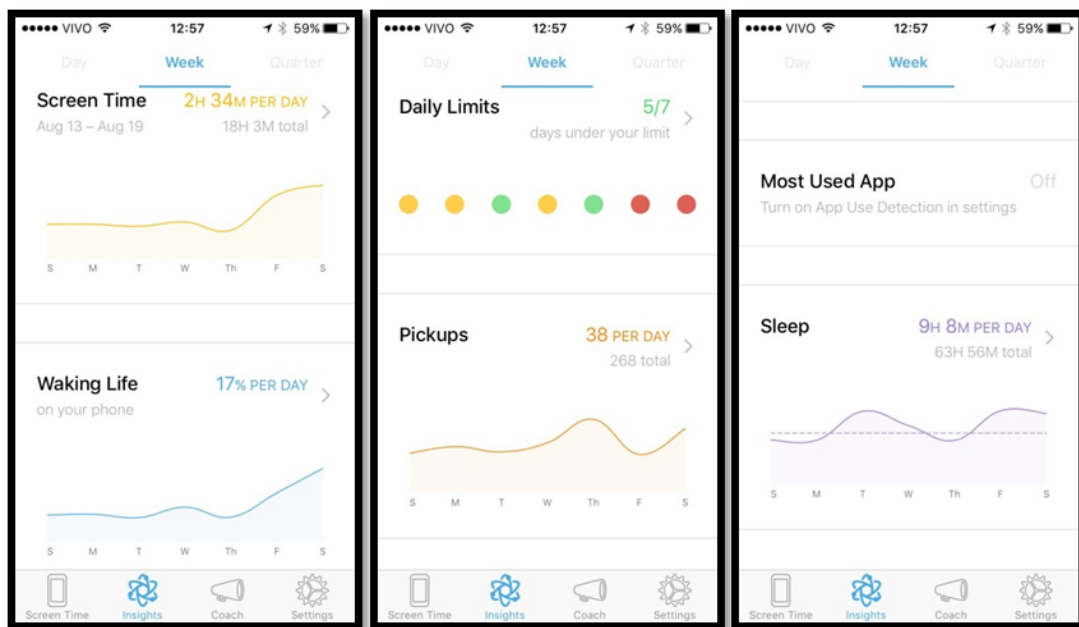 VIVO 12:57 59%
Day Week Quarter
Screen Time 2H 34M PER DAY
Aug 13 – Aug 19 18H 3M total
S M T W Th F S
Waking Life 17% PER DAY
on your phone
S M T W Th F S
Screen Time Insights Coach Settings
VIVO 12:57 59%
Day Week Quarter
Daily Limits 5/7
days under your limit
Pickups 38 PER DAY
268 total
S M T W Th F S
Screen Time Insights Coach Settings
VIVO 12:57 59%
Day Week Quarter
Most Used App Off
Turn on App Use Detection in settings
Sleep 9H 8M PER DAY
63H 56M total
S M T W Th F S
Screen Time Insights Coach Settings